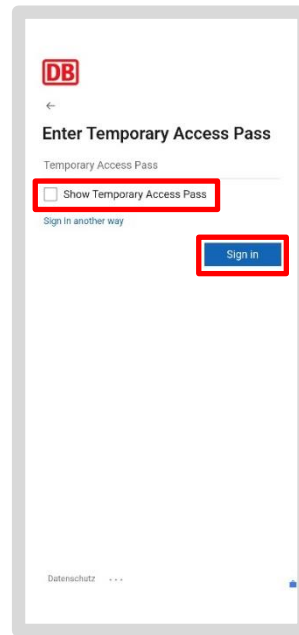 DB
Enter Temporary Access Pass
Temporary Access Pass
Show Temporary Access Pass
Sign in another way
Sign in
Datenschutz ...